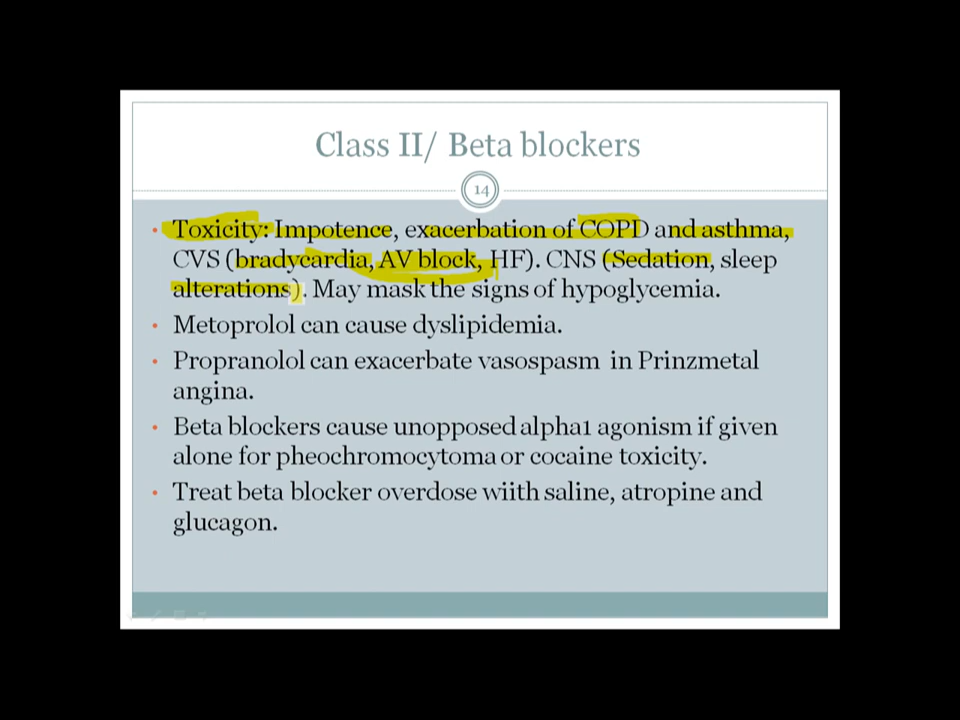 Class II/ Beta blockers
14
• Toxicity: Impotence, exacerbation of COPD and asthma,
CVS (bradycardia, AV block, HF). CNS (Sedation, sleep
alterations). May mask the signs of hypoglycemia.
• Metoprolol can cause dyslipidemia.
• Propranolol can exacerbate vasospasm in Prinzmetal
angina.
• Beta blockers cause unopposed alpha1 agonism if given
alone for pheochromocytoma or cocaine toxicity.
• Treat beta blocker overdose wiith saline, atropine and
glucagon.